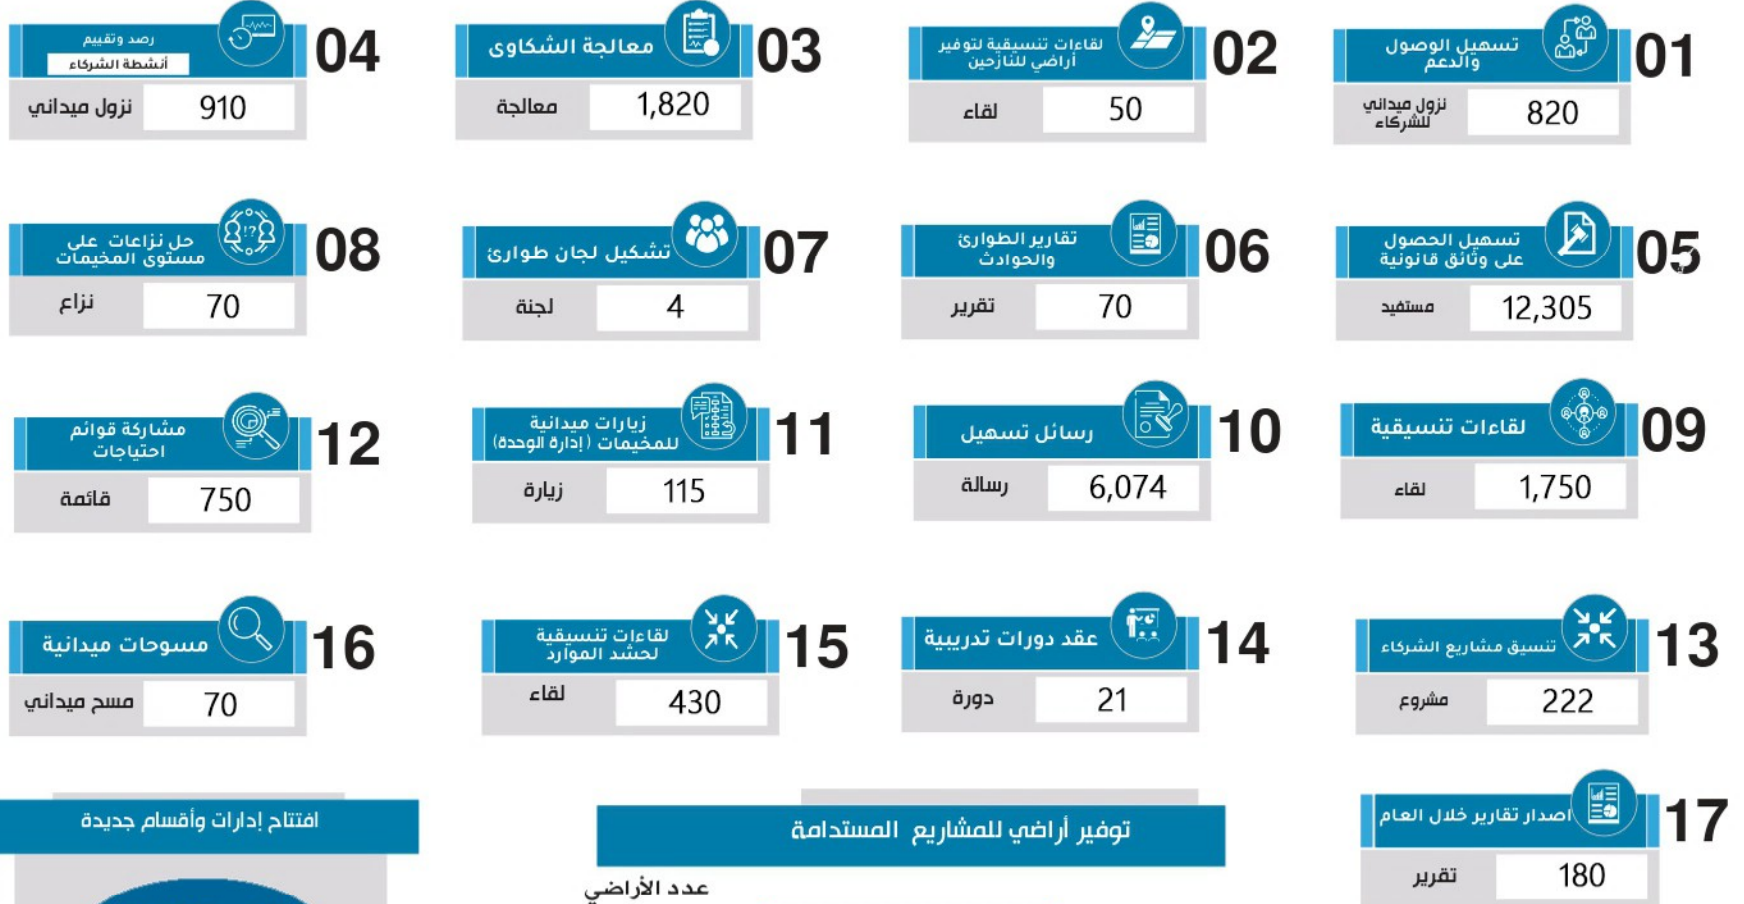 01
تسهيل الوصول
والدعم
نزول ميداني
للشركاء
820
02
لقاءات تنسيقية لتوفير
أراضي للنازحين
لقاء
50
03
معالجة الشكاوى
معالجة
1,820
04
رصد وتقييم
أنشطة الشركاء
نزول ميداني
910
05
تسهيل الحصول
على وثائق قانونية
مستفيد
12,305
06
تقارير الطوارئ
والحوادث
تقرير
70
07
تشكيل لجان طوارئ
لجنة
4
08
حل نزاعات على
مستوى المخيمات
نزاع
70
09
لقاءات تنسيقية
لقاء
1,750
10
رسائل تسهيل
رسالة
6,074
11
زيارات ميدانية
للمخيمات (إدارة الوحدة)
زيارة
115
12
مشاركة قوائم
احتياجات
قائمة
750
13
تنسيق مشاريع الشركاء
مشروع
222
14
عقد دورات تدريبية
دورة
21
15
لقاءات تنسيقية
لحشد الموارد
لقاء
430
16
مسوحات ميدانية
مسح ميداني
70
17
اصدار تقارير خلال العام
تقرير
180
توفير أراضي للمشاريع المستدامة
عدد الأراضي
افتتاح إدارات وأقسام جديدة